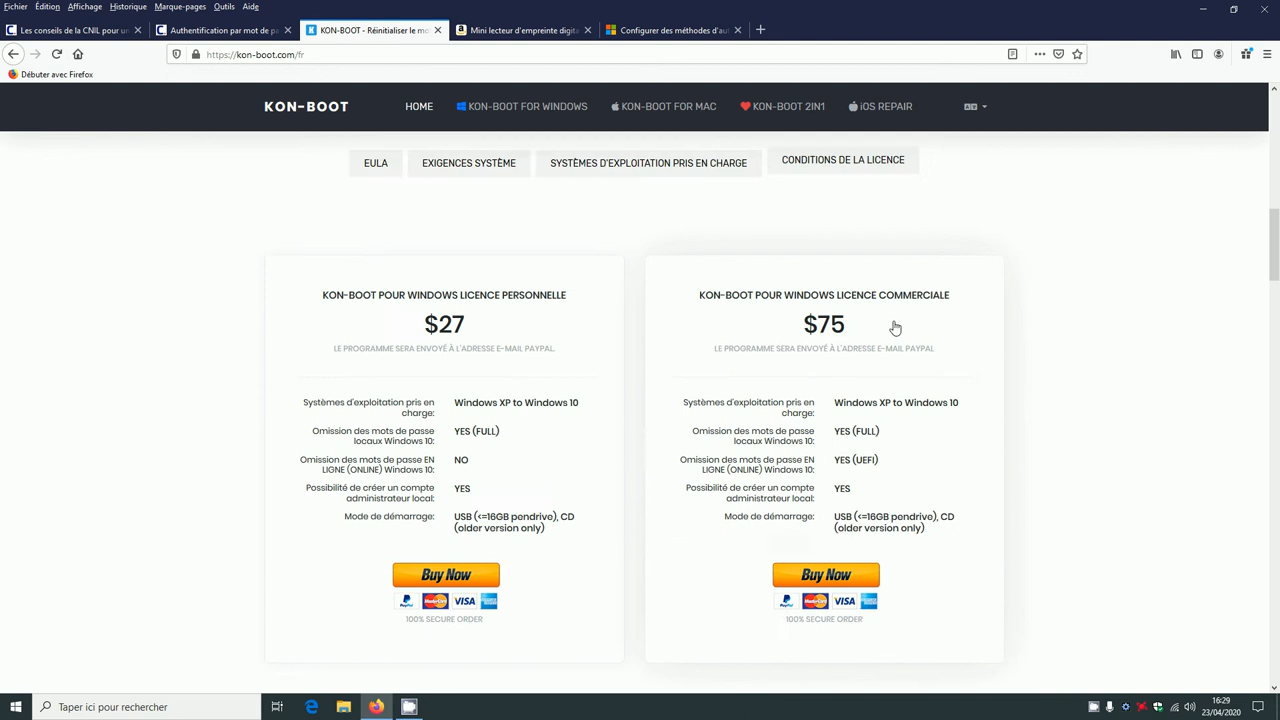 Fichier Édition Affichage Historique Marque-pages Outils Aide
Les conseils de la CNIL pour un
Authentification par mot de pa
KON-BOOT - Réinitialiser le mo
Mini lecteur d'empreinte digita
Configurer des méthodes d'aut
https://kon-boot.com/fr
Débuter avec Firefox
KON-BOOT
HOME
KON-BOOT FOR WINDOWS
KON-BOOT FOR MAC
KON-BOOT 2IN1
iOS REPAIR
EULA
EXIGENCES SYSTÈME
SYSTÈMES D'EXPLOITATION PRIS EN CHARGE
CONDITIONS DE LA LICENCE
KON-BOOT POUR WINDOWS LICENCE PERSONNELLE
$27
LE PROGRAMME SERA ENVOYÉ À L'ADRESSE E-MAIL PAYPAL.
Systèmes d'exploitation pris en
charge:
Windows XP to Windows 10
Omission des mots de passe
locaux Windows 10:
YES (FULL)
Omission des mots de passe EN
LIGNE (ONLINE) Windows 10:
NO
Possibilité de créer un compte
administrateur local:
YES
Mode de démarrage:
USB (<=16GB pendrive), CD
(older version only)
Buy Now
PayPal MasterCard VISA
100% SECURE ORDER
KON-BOOT POUR WINDOWS LICENCE COMMERCIALE
$75
LE PROGRAMME SERA ENVOYÉ À L'ADRESSE E-MAIL PAYPAL
Systèmes d'exploitation pris en
charge:
Windows XP to Windows 10
Omission des mots de passe
locaux Windows 10:
YES (FULL)
Omission des mots de passe EN
LIGNE (ONLINE) Windows 10:
YES (UEFI)
Possibilité de créer un compte
administrateur local:
YES
Mode de démarrage:
USB (<=16GB pendrive), CD
(older version only)
Buy Now
PayPal MasterCard VISA
100% SECURE ORDER
Taper ici pour rechercher
16:29
23/04/2020